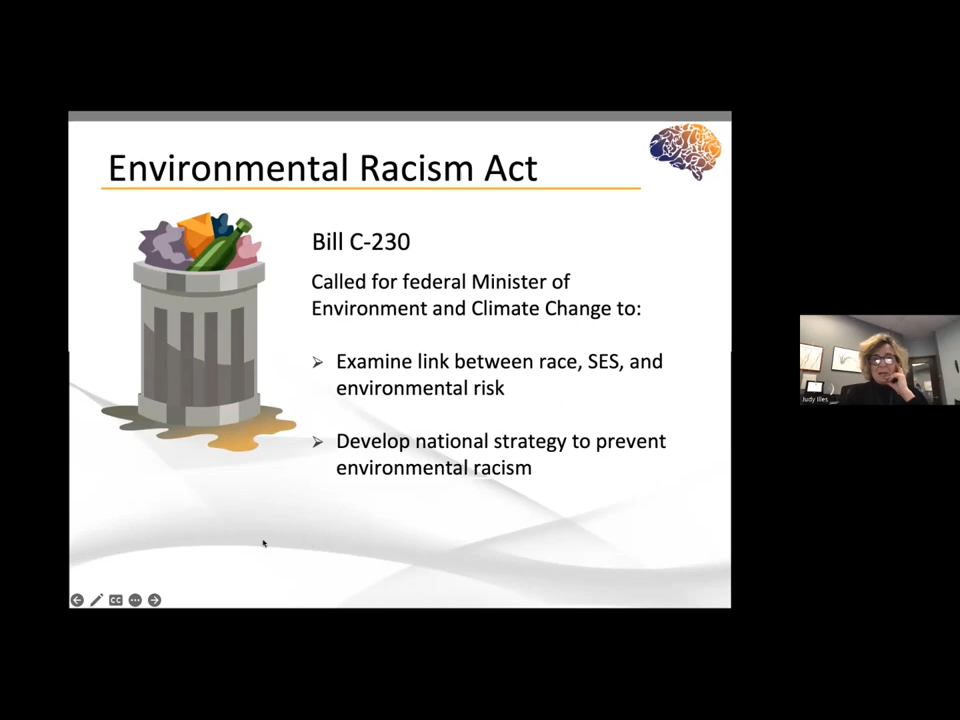 Environmental Racism Act
Bill C-230
Called for federal Minister of
Environment and Climate Change to:
Examine link between race, SES, and
environmental risk
Develop national strategy to prevent
environmental racism
CC
Judy Illes